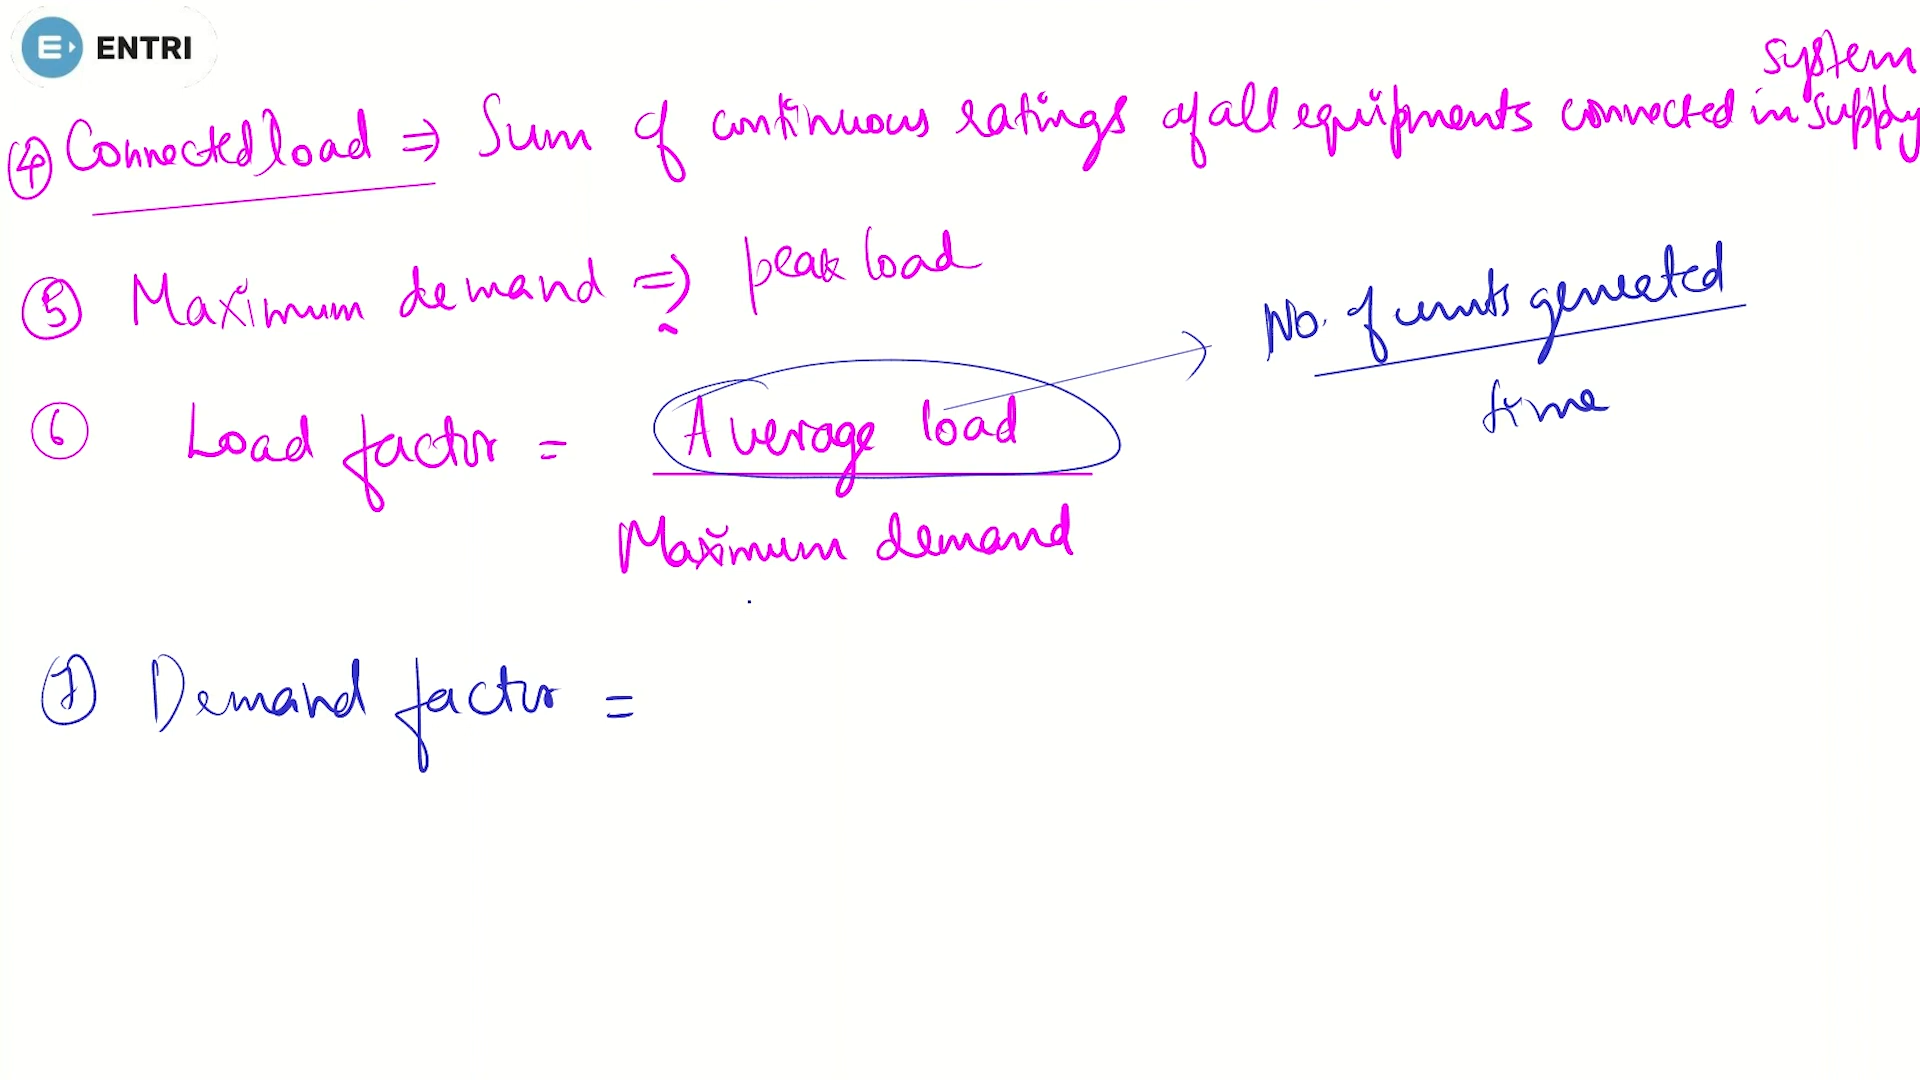 ENTRI
④ Connected load ⇒ Sum of continuous ratings of all equipments connected in supply system
⑤ Maximum demand ⇒ peak load
⑥ Load factor = Average load
Maximum demand
No. of units generated
time
⑦ Demand factor =